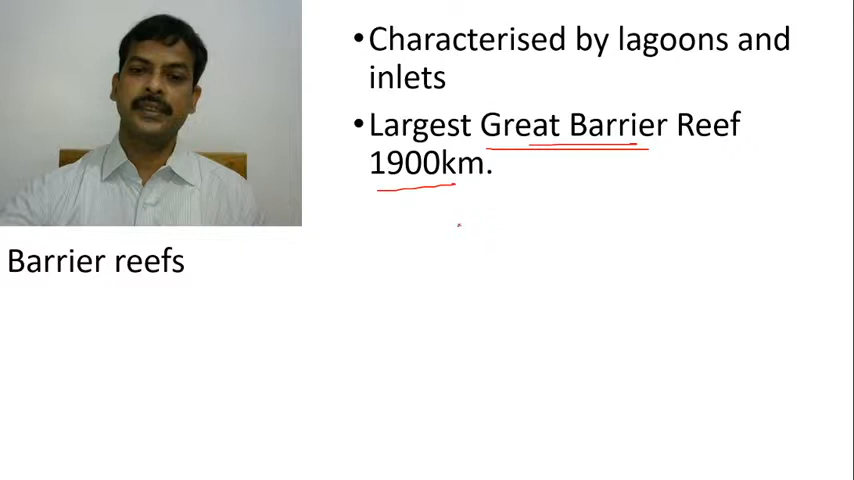 •Characterised by lagoons and
inlets
•Largest Great Barrier Reef
1900km.
Barrier reefs